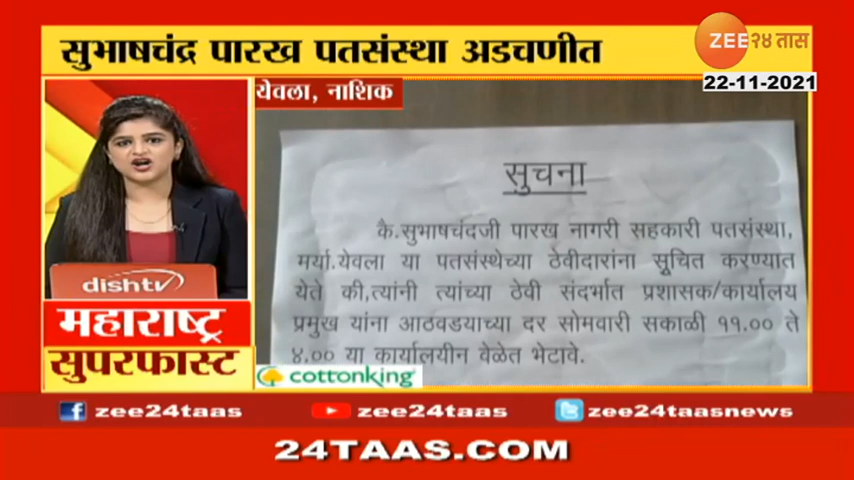 सुभाषचंद्र पारख पतसंस्था अडचणीत
ZEE २४ तास
22-11-2021
येवला, नाशिक
सुचना
कै.सुभाषचंदजी पारख नागरी सहकारी पतसंस्था,
मर्या.येवला या पतसंस्थेच्या ठेवीदारांना सुचित करण्यात
येते की,त्यांनी त्यांच्या ठेवी संदर्भात प्रशासक/कार्यालय
प्रमुख यांना आठवडयाच्या दर सोमवारी सकाळी ११.०० ते
४.०० या कार्यालयीन वेळेत भेटावे.
dishtv
महाराष्ट्र
सुपरफास्ट
cottonking
zee24taas
zee24taas
zee24taasnews
24TAAS.COM